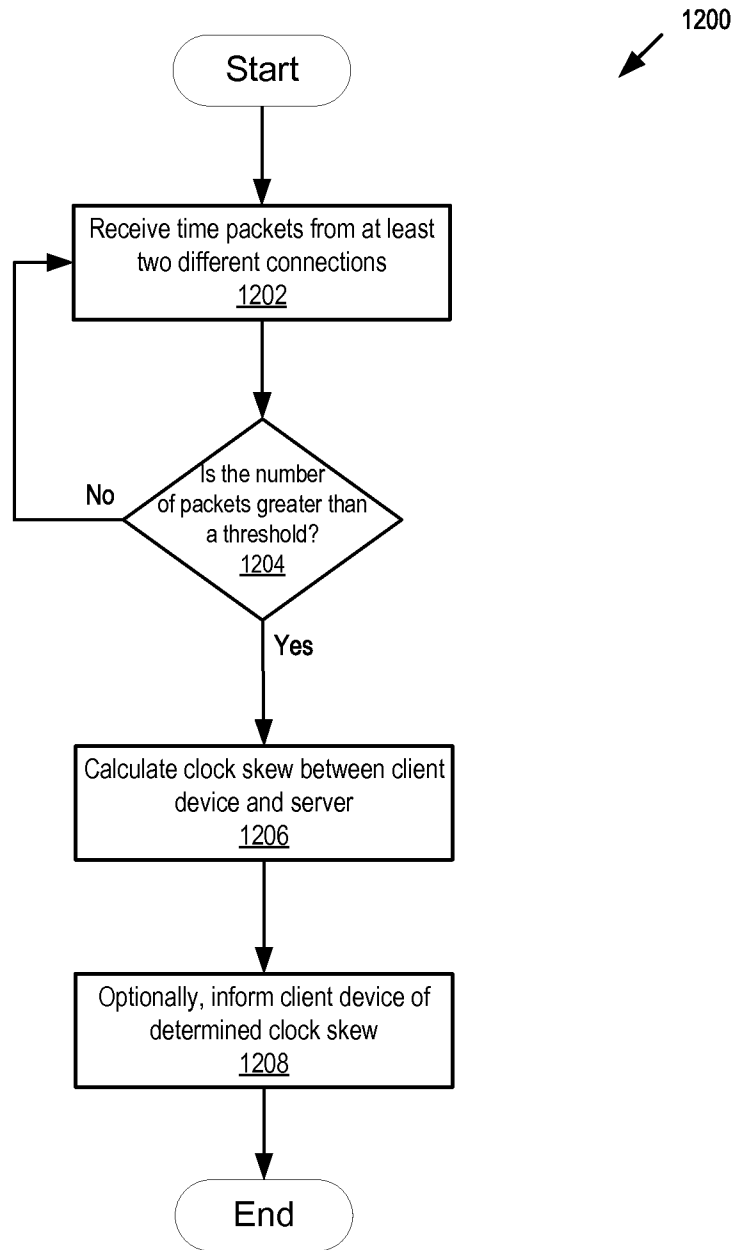 1200
Start
Receive time packets from at least
two different connections
1202
Is the number
of packets greater than
a threshold?
1204
No
Yes
Calculate clock skew between client
device and server
1206
Optionally, inform client device of
determined clock skew
1208
End